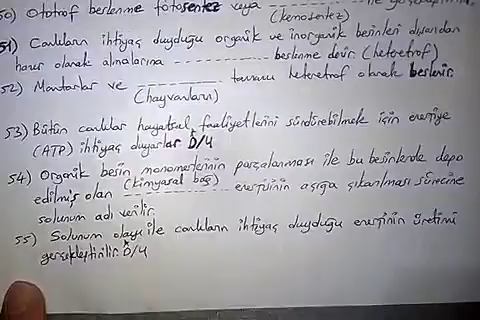 50) Ototrof beslenme fotosentez veya
(kemosentez)
51) Canlıların ihtiyaç duyduğu organik ve inorganik besinleri dışarıdan
hazır olarak almalarına ------------ beslenme denir. (heterotrof)
52) Mantarlar ve ------------ tamamı heterotrof olarak beslenir.
(hayvanların)
53) Bütün canlılar hayatsal faaliyetlerini sürdürebilmek için enerjiye
(ATP) ihtiyaç duyarlar D/Y
54) Organik besin monomerlerinin parçalanması ile bu besinlerde depo
edilmiş olan (kimyasal bağ) enerjisinin açığa çıkarılması sürecine
solunum adı verilir.
55) Solunum olayı ile canlıların ihtiyaç duyduğu enerjinin üretimi
gerçekleştirilir. D/Y